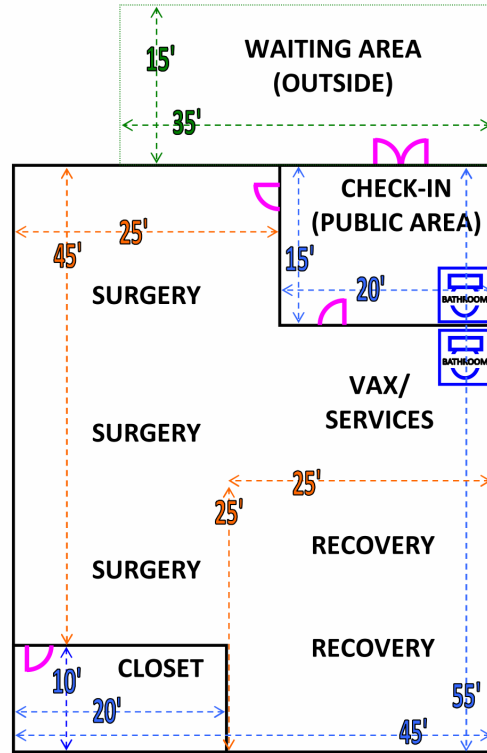 WAITING AREA
(OUTSIDE)
15'
35'
CHECK-IN
(PUBLIC AREA)
25'
45'
15'
20'
SURGERY
BATHROOM
BATHROOM
VAX/
SERVICES
SURGERY
25'
25'
RECOVERY
SURGERY
RECOVERY
CLOSET
10'
20'
55'
45'